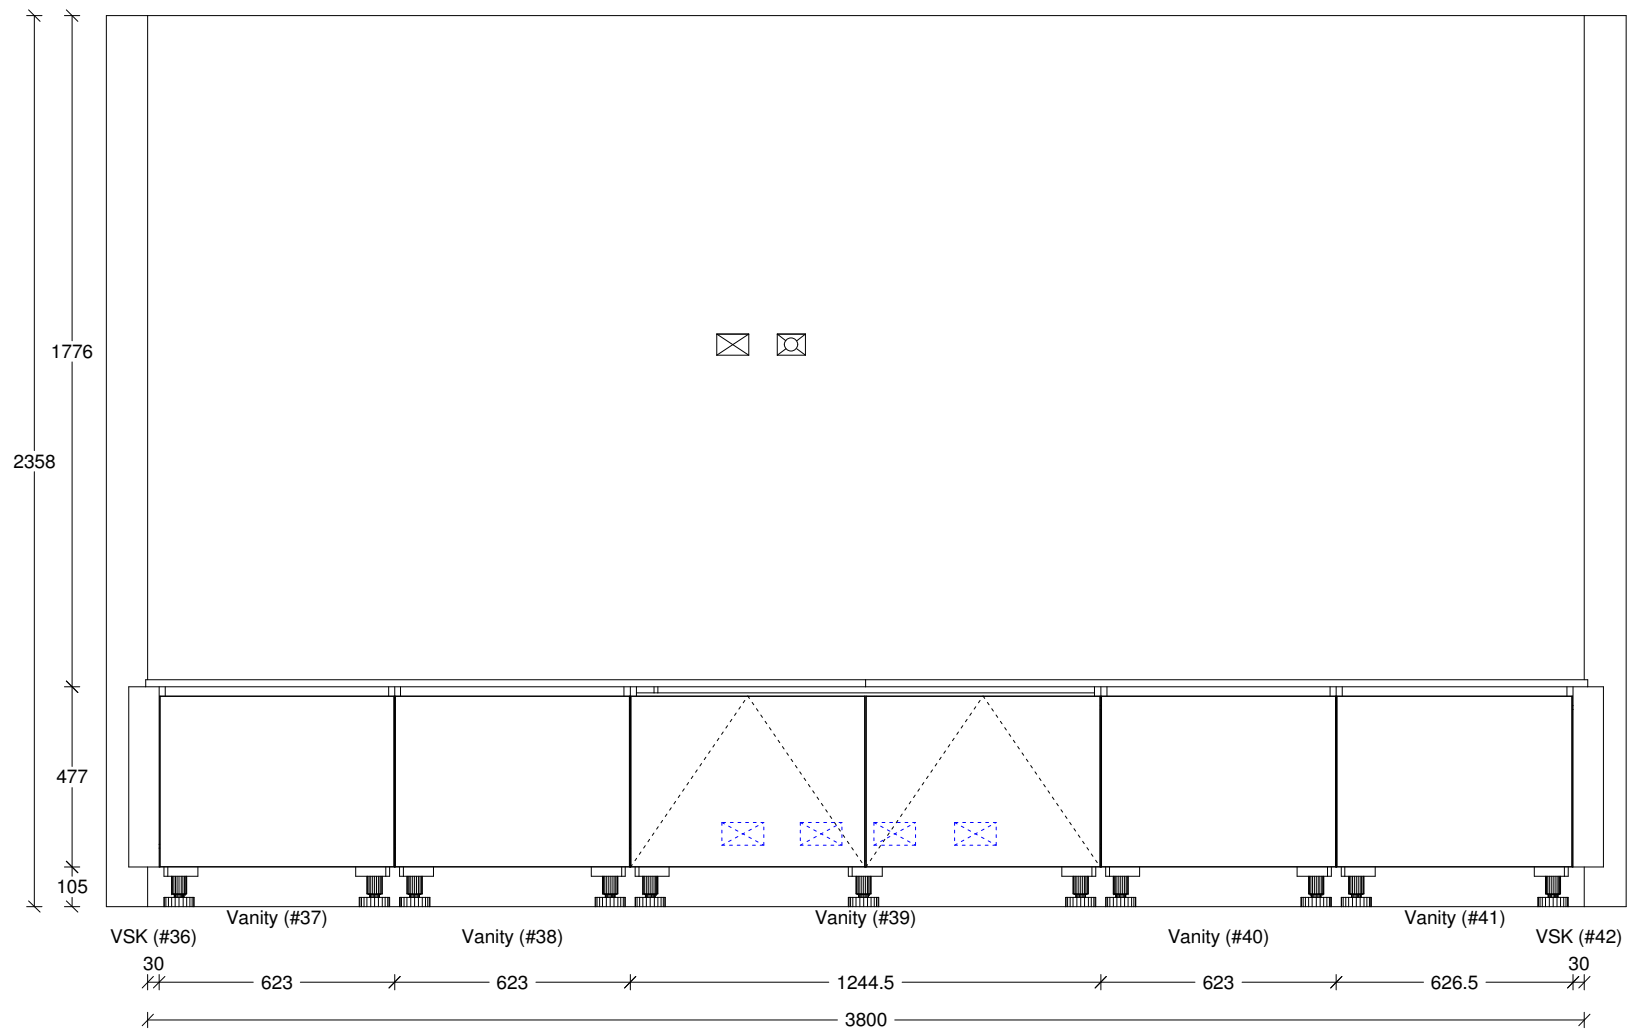 1776
2358
477
105
Vanity (#37)
Vanity (#39)
Vanity (#41)
VSK (#36)
Vanity (#38)
Vanity (#40)
VSK (#42)
30
30
623
623
1244.5
623
626.5
3800